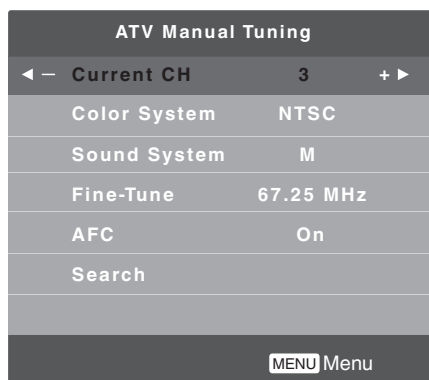 ATV Manual Tuning
◄ – Current CH 3 + ►
Color System NTSC
Sound System M
Fine-Tune 67.25 MHz
AFC On
Search
MENU Menu